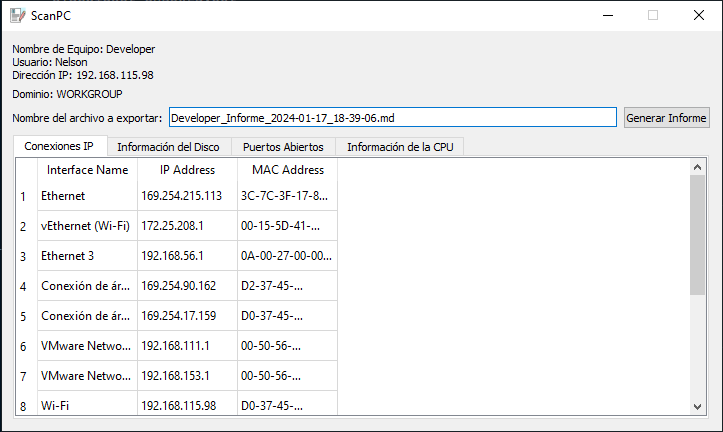 ScanPC
Nombre de Equipo: Developer
Usuario: Nelson
Dirección IP: 192.168.115.98
Dominio: WORKGROUP
Nombre del archivo a exportar: Developer_Informe_2024-01-17_18-39-06.md Generar Informe
Conexiones IP Información del Disco Puertos Abiertos Información de la CPU
Interface Name IP Address MAC Address
1 Ethernet 169.254.215.113 3C-7C-3F-17-8...
2 vEthernet (Wi-Fi) 172.25.208.1 00-15-5D-41-...
3 Ethernet 3 192.168.56.1 0A-00-27-00-00...
4 Conexión de ár... 169.254.90.162 D2-37-45-...
5 Conexión de ár... 169.254.17.159 D0-37-45-...
6 VMware Netwo... 192.168.111.1 00-50-56-...
7 VMware Netwo... 192.168.153.1 00-50-56-...
8 Wi-Fi 192.168.115.98 D0-37-45-...